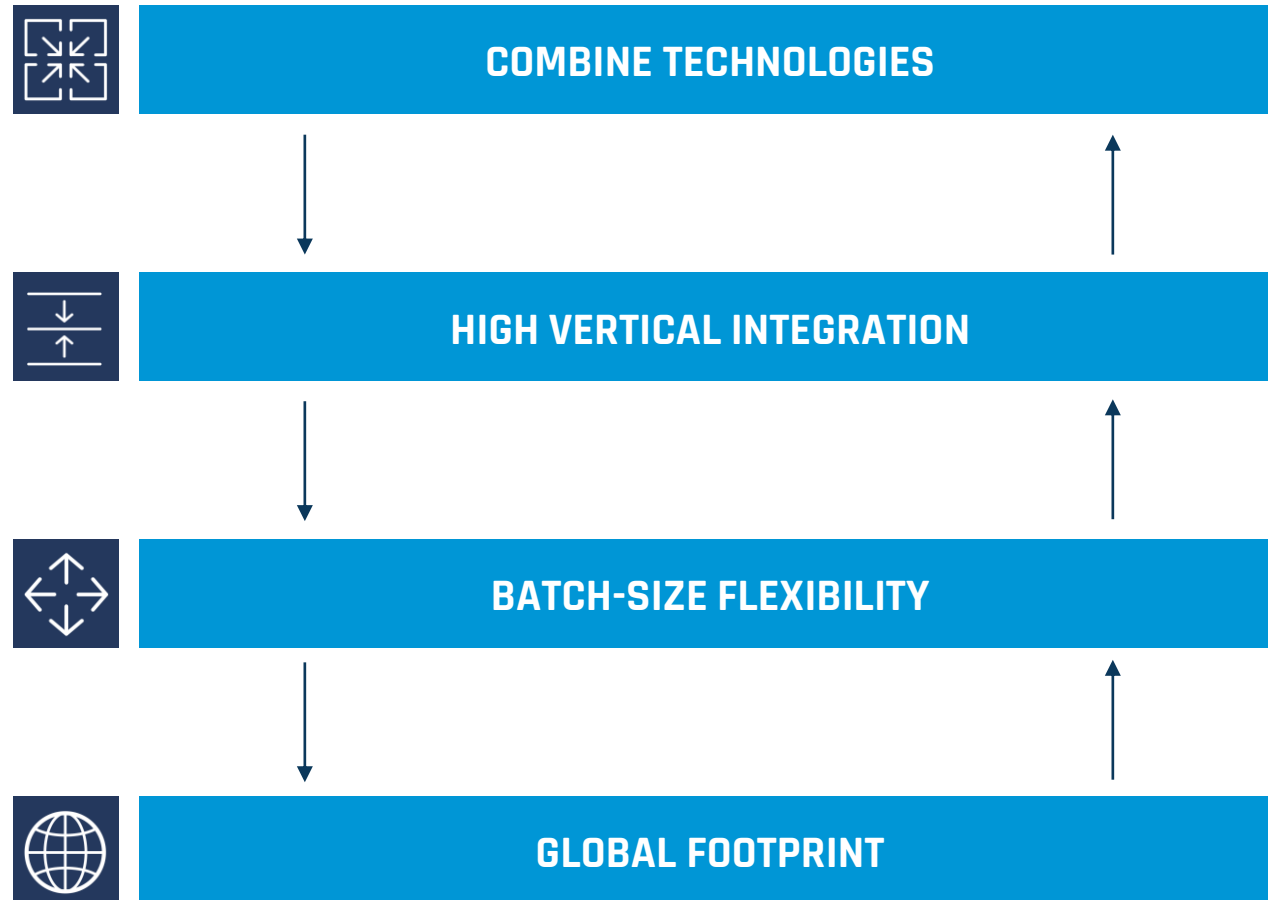 COMBINE TECHNOLOGIES
HIGH VERTICAL INTEGRATION
BATCH-SIZE FLEXIBILITY
GLOBAL FOOTPRINT